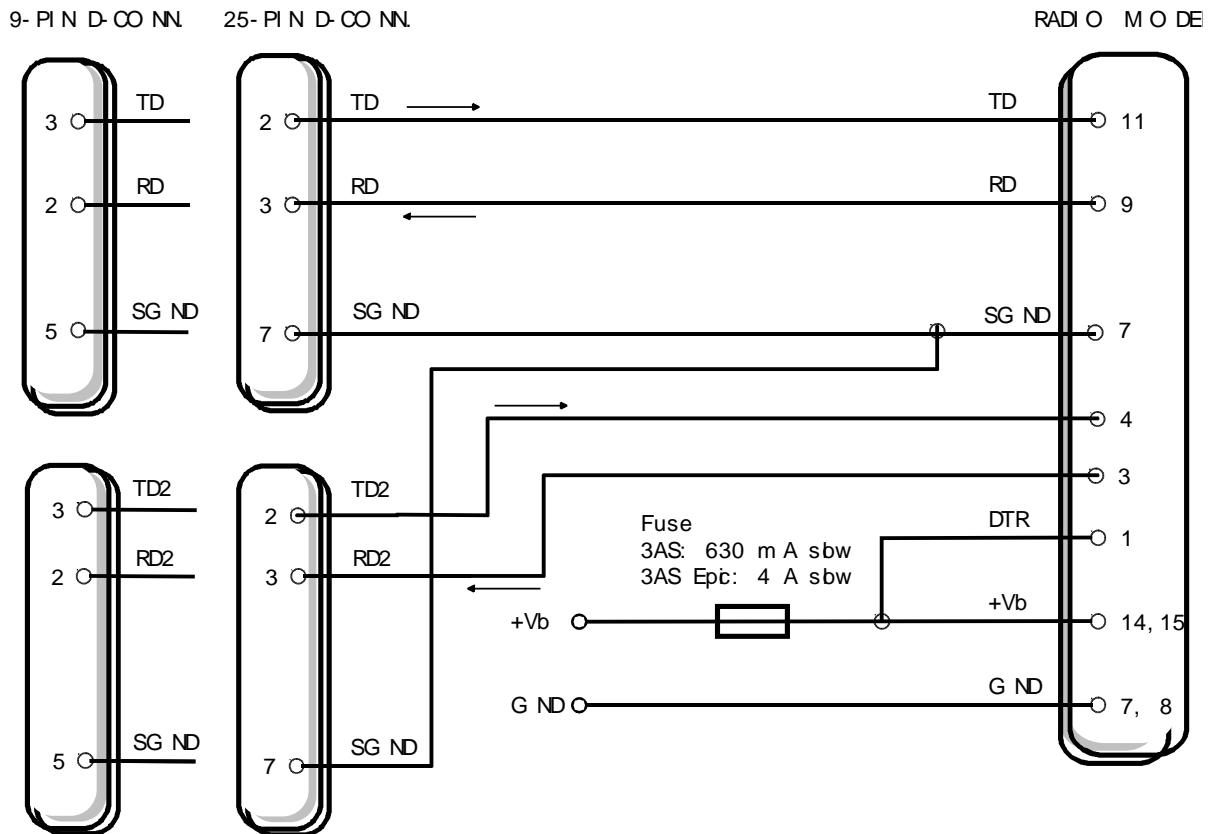 9-PIN D-CONN. 25-PIN D-CONN. RADIO MODE
3 TD
2 RD
5 SGND
2 TD
3 RD
7 SGND
TD 11
RD 9
SGND 7
4
3
DTR 1
+Vb 14, 15
GND 7, 8
3 TD2
2 RD2
5 SGND
2 TD2
3 RD2
7 SGND
Fuse
3AS: 630 mA sbw
3AS Epic: 4 A sbw
+Vb
GND